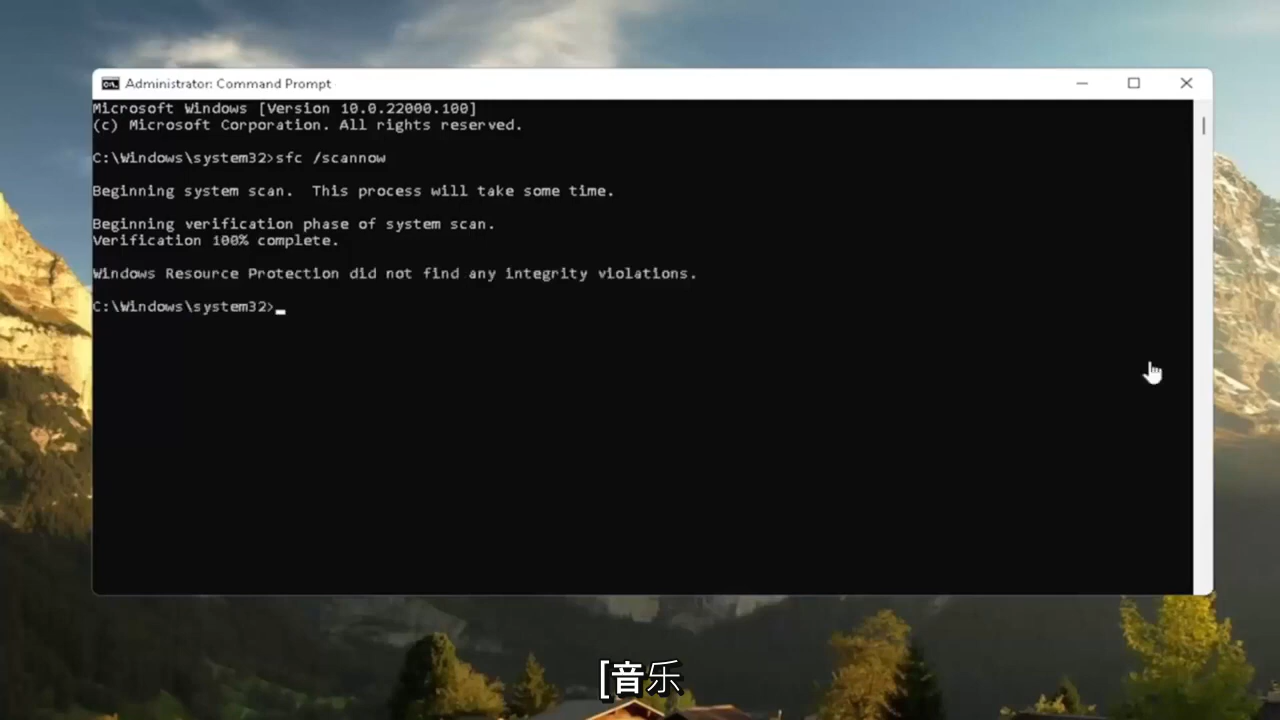 Administrator: Command Prompt
Microsoft Windows [Version 10.0.22000.100]
(c) Microsoft Corporation. All rights reserved.
C:\Windows\system32>sfc /scannow
Beginning system scan.  This process will take some time.
Beginning verification phase of system scan.
Verification 100% complete.
Windows Resource Protection did not find any integrity violations.
C:\Windows\system32>
[音乐